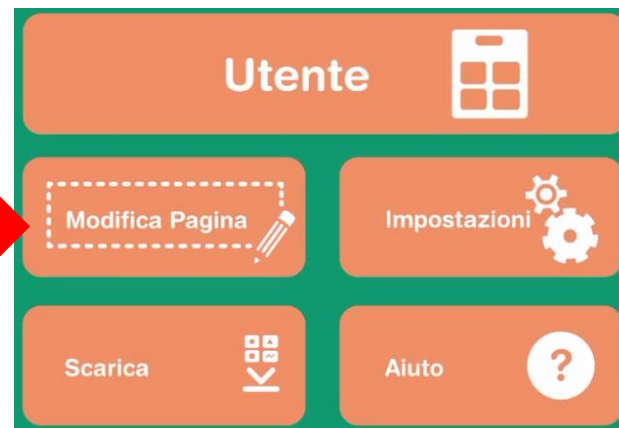 Utente
Modifica Pagina
Impostazioni
Scarica
Aiuto
?